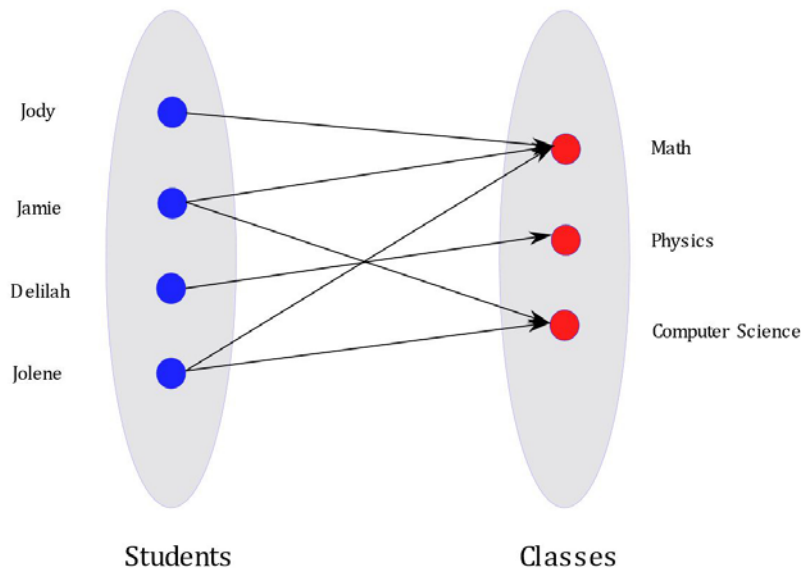 Jody
Jamie
Delilah
Jolene
Math
Physics
Computer Science
Students
Classes